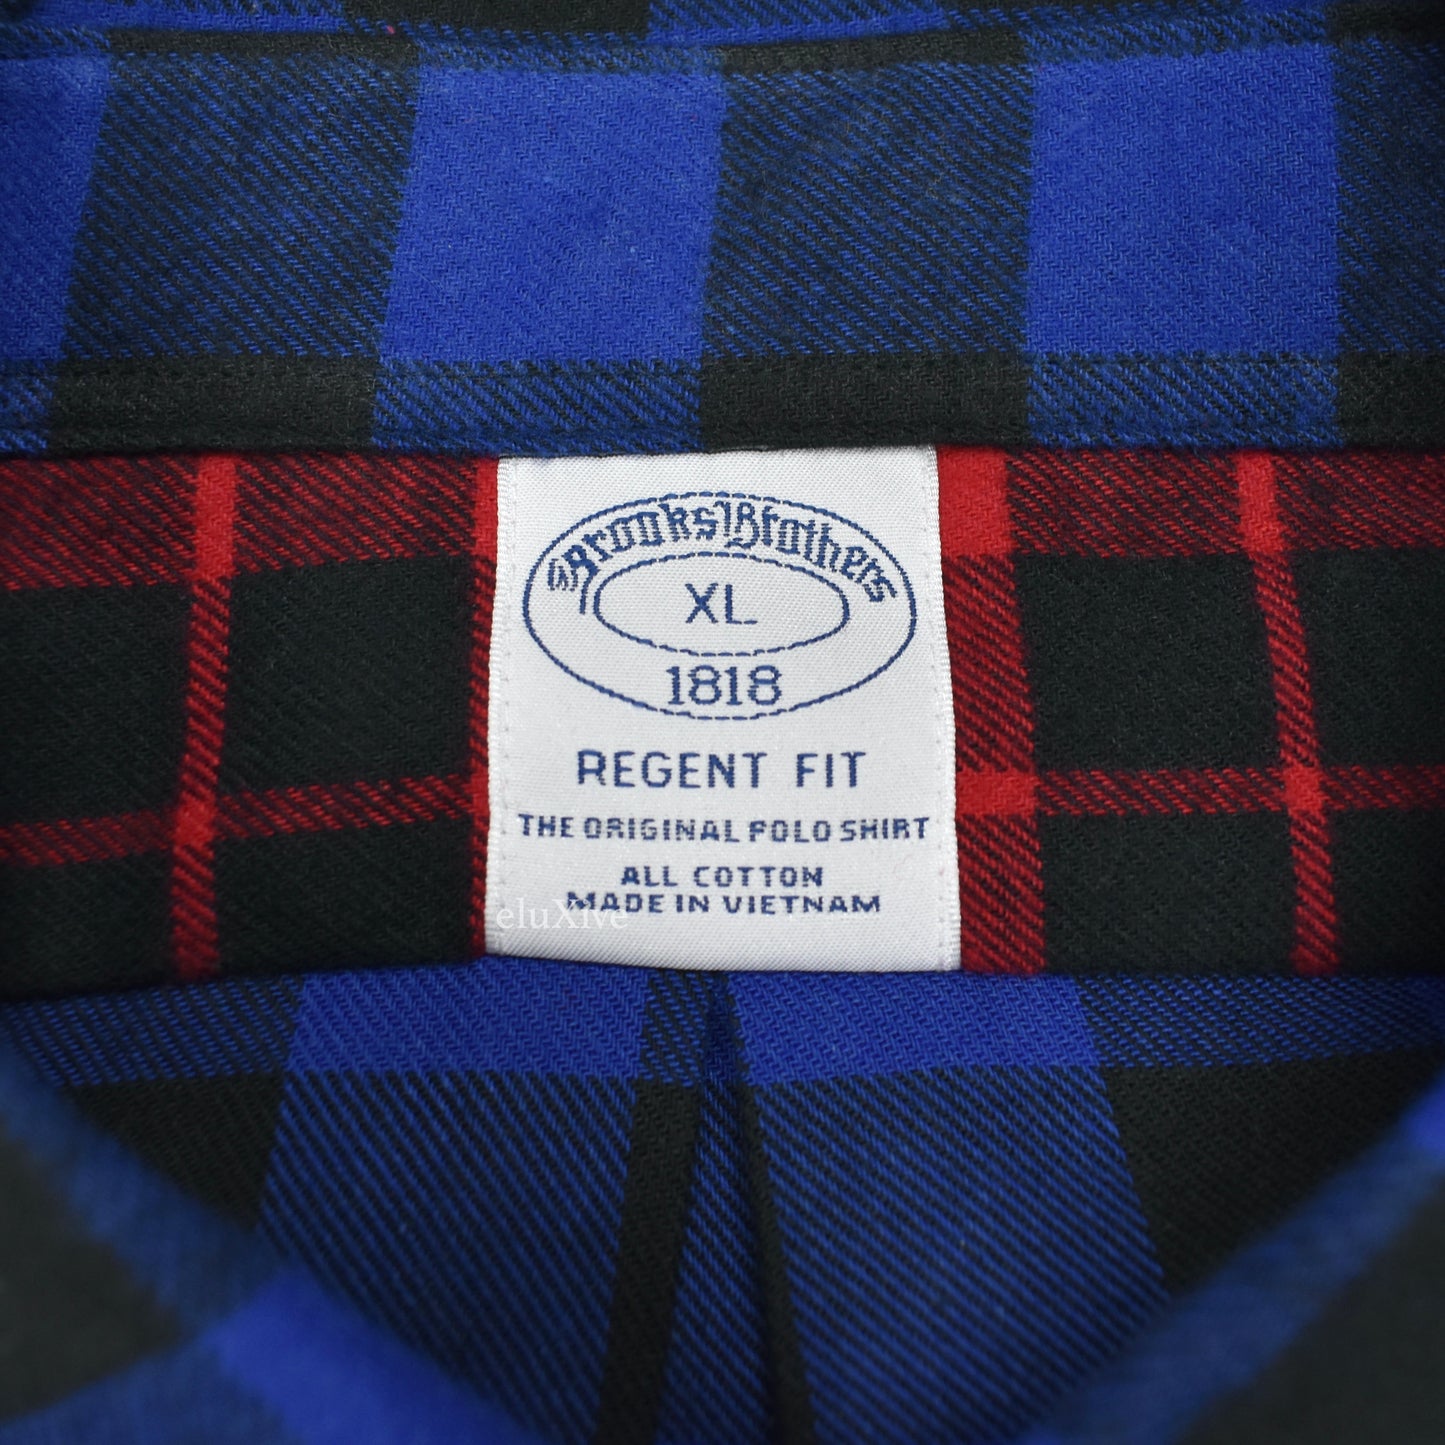 Brooks Brothers
XL
1818
REGENT FIT
THE ORIGINAL POLO SHIRT
ALL COTTON
MADE IN VIETNAM
eluXive